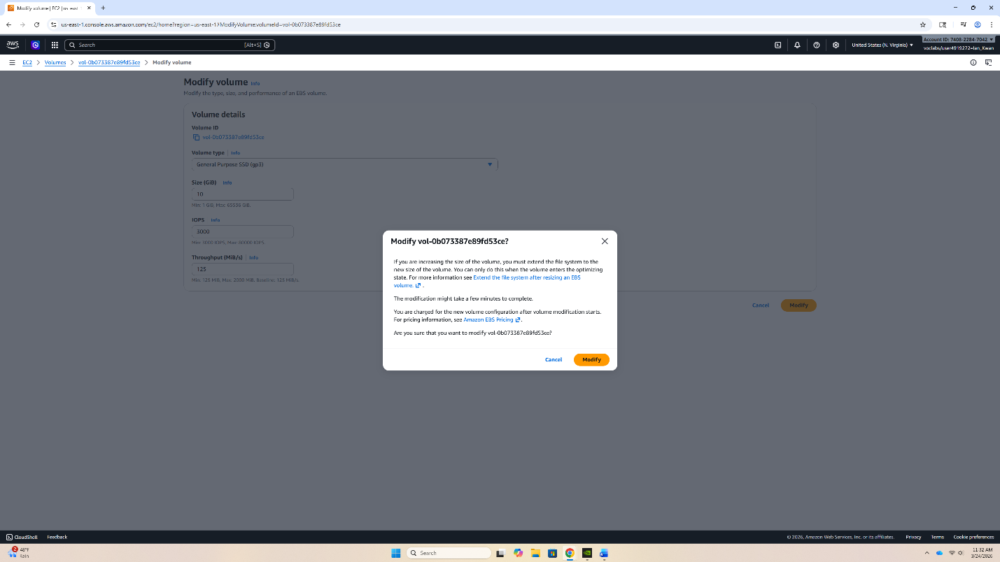 Modify volume | EC2 | us-east-
us-east-1.console.aws.amazon.com/ec2/home?region=us-east-1#ModifyVolume:volumeId=vol-0b073387e89fd53ce
aws
Search
[Alt+S]
United States (N. Virginia)
Account ID: 7408-2284-7042
voclabs/user4919272=Ian_Kwan
EC2
Volumes
vol-0b073387e89fd53ce
Modify volume
Modify volume Info
Modify the type, size, and performance of an EBS volume.
Volume details
Volume ID
vol-0b073387e89fd53ce
Volume type | Info
General Purpose SSD (gp3)
Size (GiB) Info
10
Min: 1 GiB, Max: 65536 GiB.
IOPS Info
3000
Min: 3000 IOPS, Max: 80000 IOPS.
Throughput (MiB/s) | Info
125
Min: 125 MiB, Max: 2000 MiB. Baseline: 125 MiB/s.
Cancel
Modify
Modify vol-0b073387e89fd53ce?
If you are increasing the size of the volume, you must extend the file system to the
new size of the volume. You can only do this when the volume enters the optimizing
state. For more information see Extend the file system after resizing an EBS
volume. .
The modification might take a few minutes to complete.
You are charged for the new volume configuration after volume modification starts.
For pricing information, see Amazon EBS Pricing .
Are you sure that you want to modify vol-0b073387e89fd53ce?
Cancel
Modify
CloudShell
Feedback
© 2026, Amazon Web Services, Inc. or its affiliates.
Privacy
Terms
Cookie preferences
2
48°F
Rain
Search
11:32 AM
3/24/2026